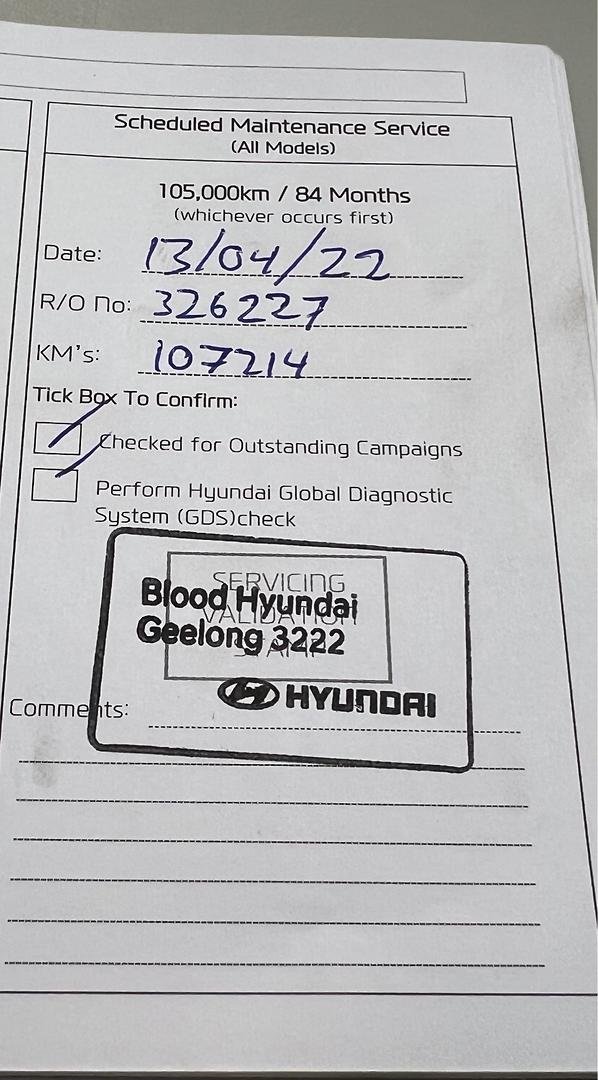 Scheduled Maintenance Service
(All Models)
105,000km / 84 Months
(whichever occurs first)
Date: 13/04/22
R/O No: 326227
KM's: 107214
Tick Box To Confirm:
Checked for Outstanding Campaigns
Perform Hyundai Global Diagnostic
System (GDS)check
SERVICING
Blood Hyundai
VALIDATION
Geelong 3222
STAMP
HYUNDAI
Comments: